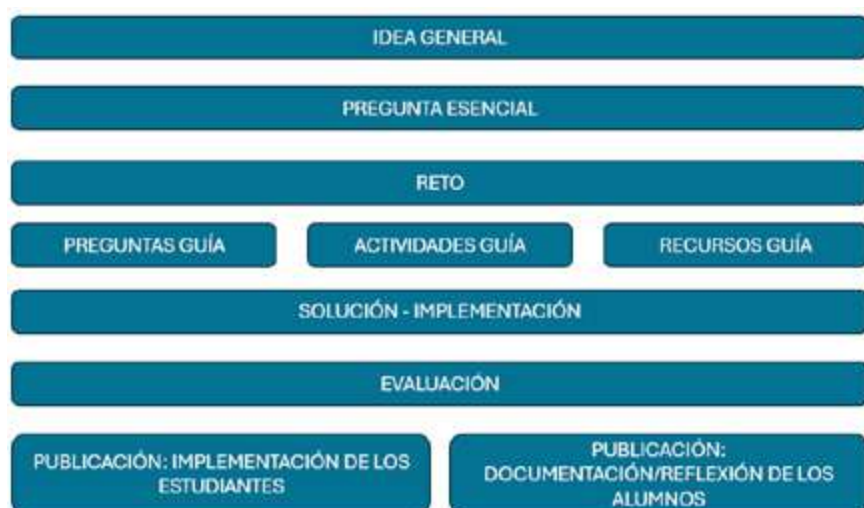 IDEA GENERAL
PREGUNTA ESENCIAL
RETO
PREGUNTAS GUÍA
ACTIVIDADES GUÍA
RECURSOS GUÍA
SOLUCIÓN - IMPLEMENTACIÓN
EVALUACIÓN
PUBLICACIÓN: IMPLEMENTACIÓN DE LOS
ESTUDIANTES
PUBLICACIÓN:
DOCUMENTACIÓN/REFLEXIÓN DE LOS
ALUMNOS